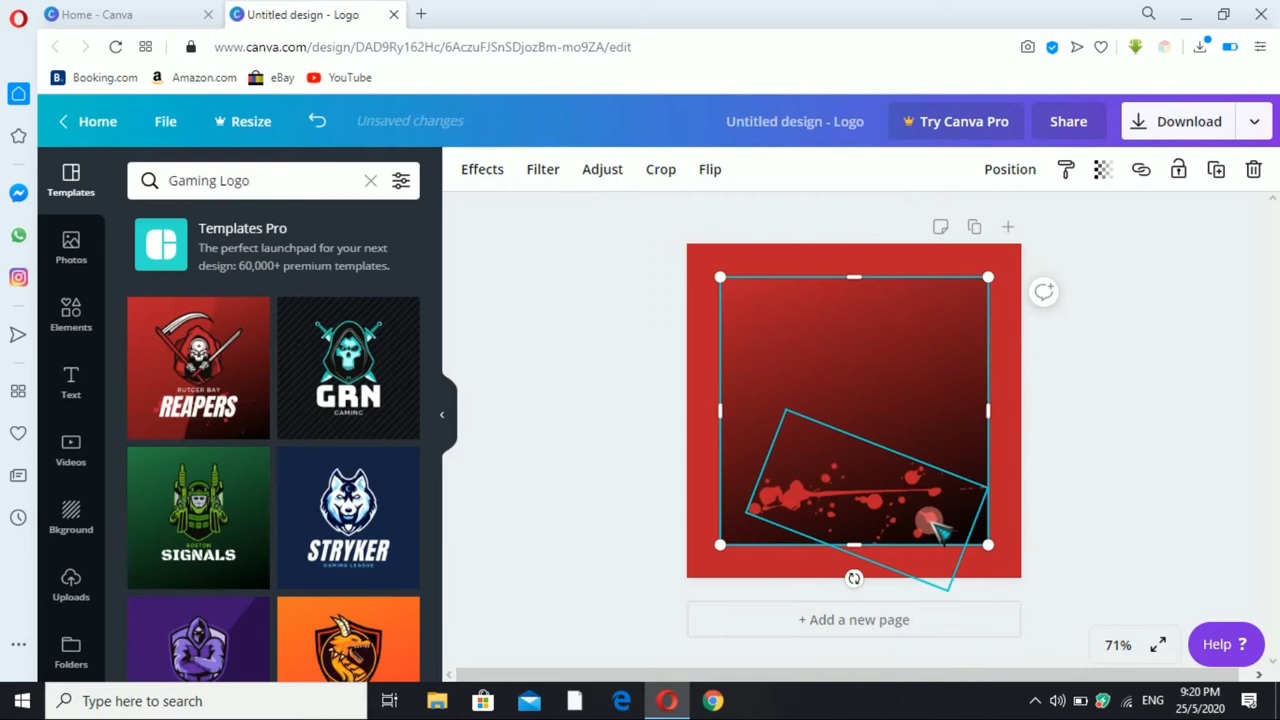 Home - Canva
Untitled design - Logo
www.canva.com/design/DAD9Ry162Hc/6AczuFJSnSDjozBm-mo9ZA/edit
B. Booking.com
a Amazon.com
eBay
YouTube
Home
File
Resize
Unsaved changes
Untitled design - Logo
Try Canva Pro
Share
Download
Templates
Gaming Logo
Effects
Filter
Adjust
Crop
Flip
Position
Templates Pro
The perfect launchpad for your next
design: 60,000+ premium templates.
Photos
Elements
Text
Videos
Bkground
Uploads
Folders
RUTGER BAY
REAPERS
GRN
GAMING
BOSTON
SIGNALS
STRYKER
GAMING LEAGUE
+ Add a new page
71%
Help ?
Type here to search
ENG
9:20 PM
25/5/2020